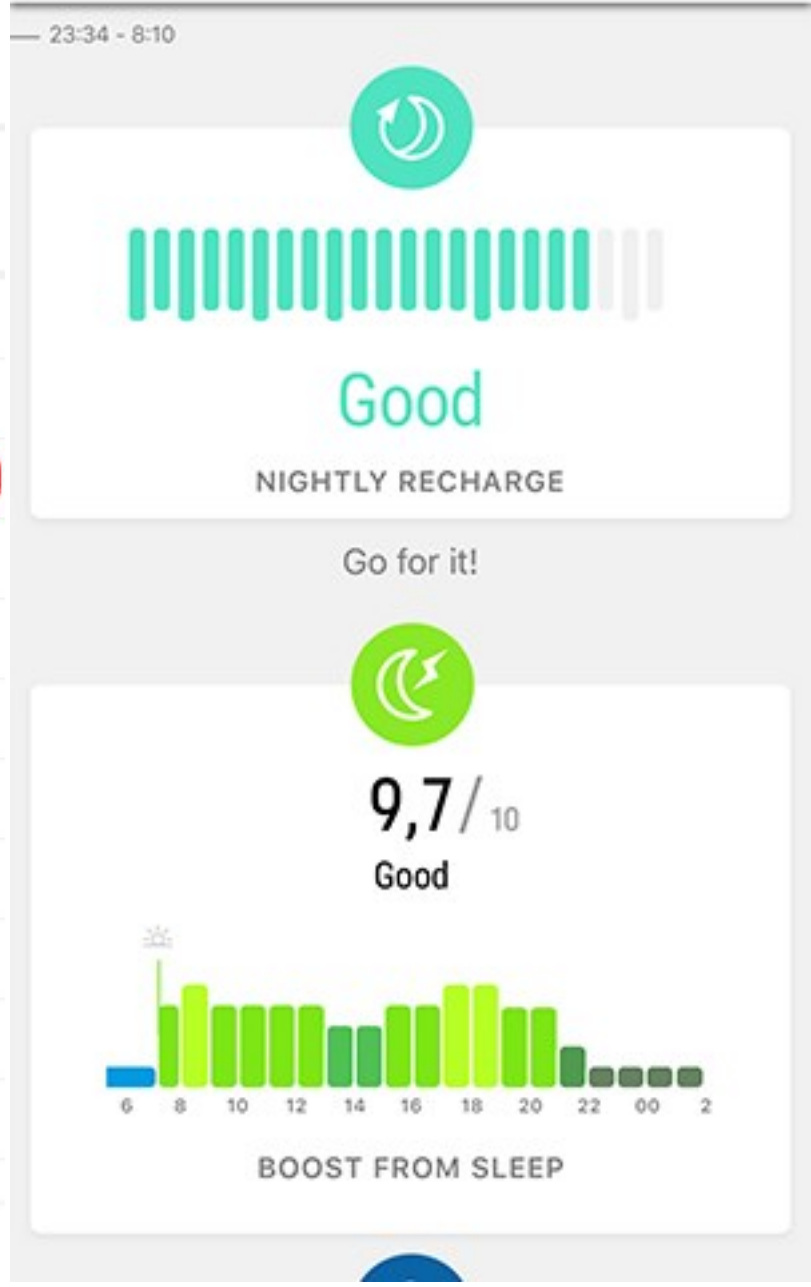 23:34 - 8:10
Good
NIGHTLY RECHARGE
Go for it!
9,7/ 10
Good
6 8 10 12 14 16 18 20 22 00 2
BOOST FROM SLEEP